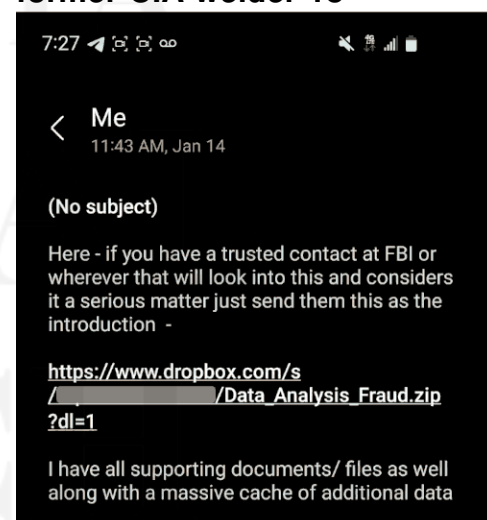 7:27
Me
11:43 AM, Jan 14
(No subject)
Here - if you have a trusted contact at FBI or
wherever that will look into this and considers
it a serious matter just send them this as the
introduction -
https://www.dropbox.com/s
/ /Data_Analysis_Fraud.zip
?dl=1
I have all supporting documents/ files as well
along with a massive cache of additional data